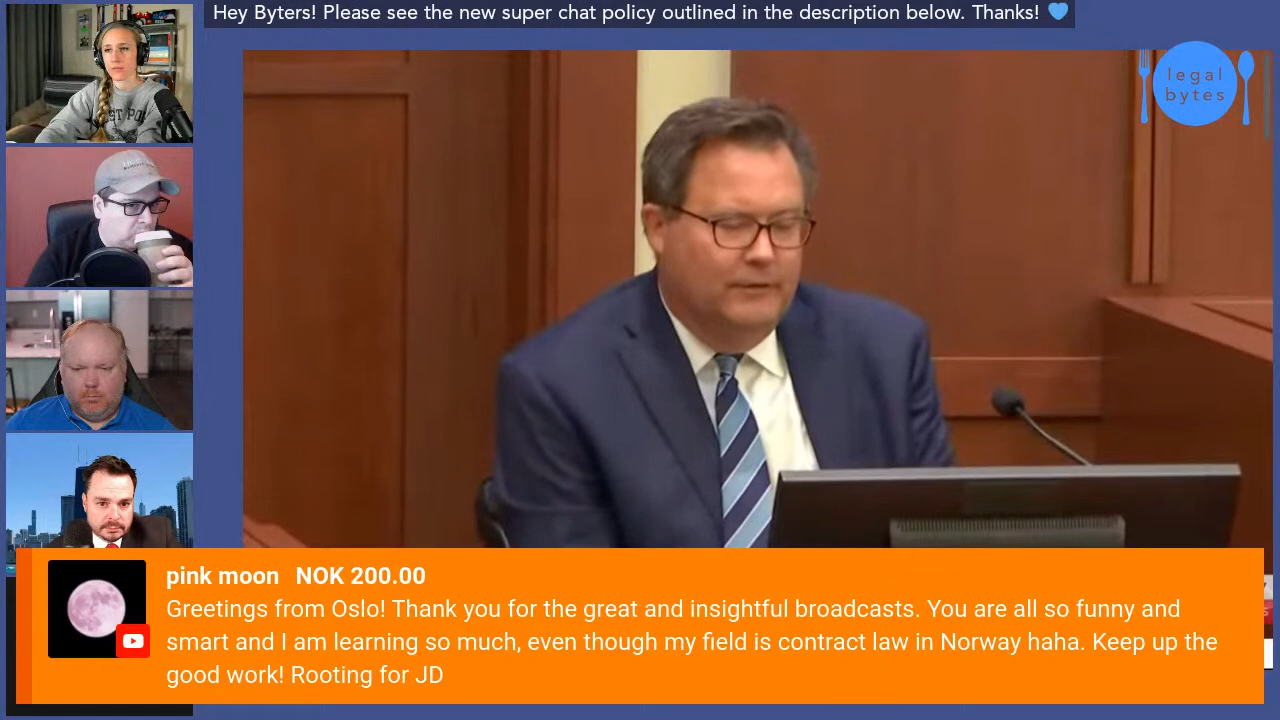 Hey Byters! Please see the new super chat policy outlined in the description below. Thanks!
legal
bytes
pink moon NOK 200.00
Greetings from Oslo! Thank you for the great and insightful broadcasts. You are all so funny and
smart and I am learning so much, even though my field is contract law in Norway haha. Keep up the
good work! Rooting for JD